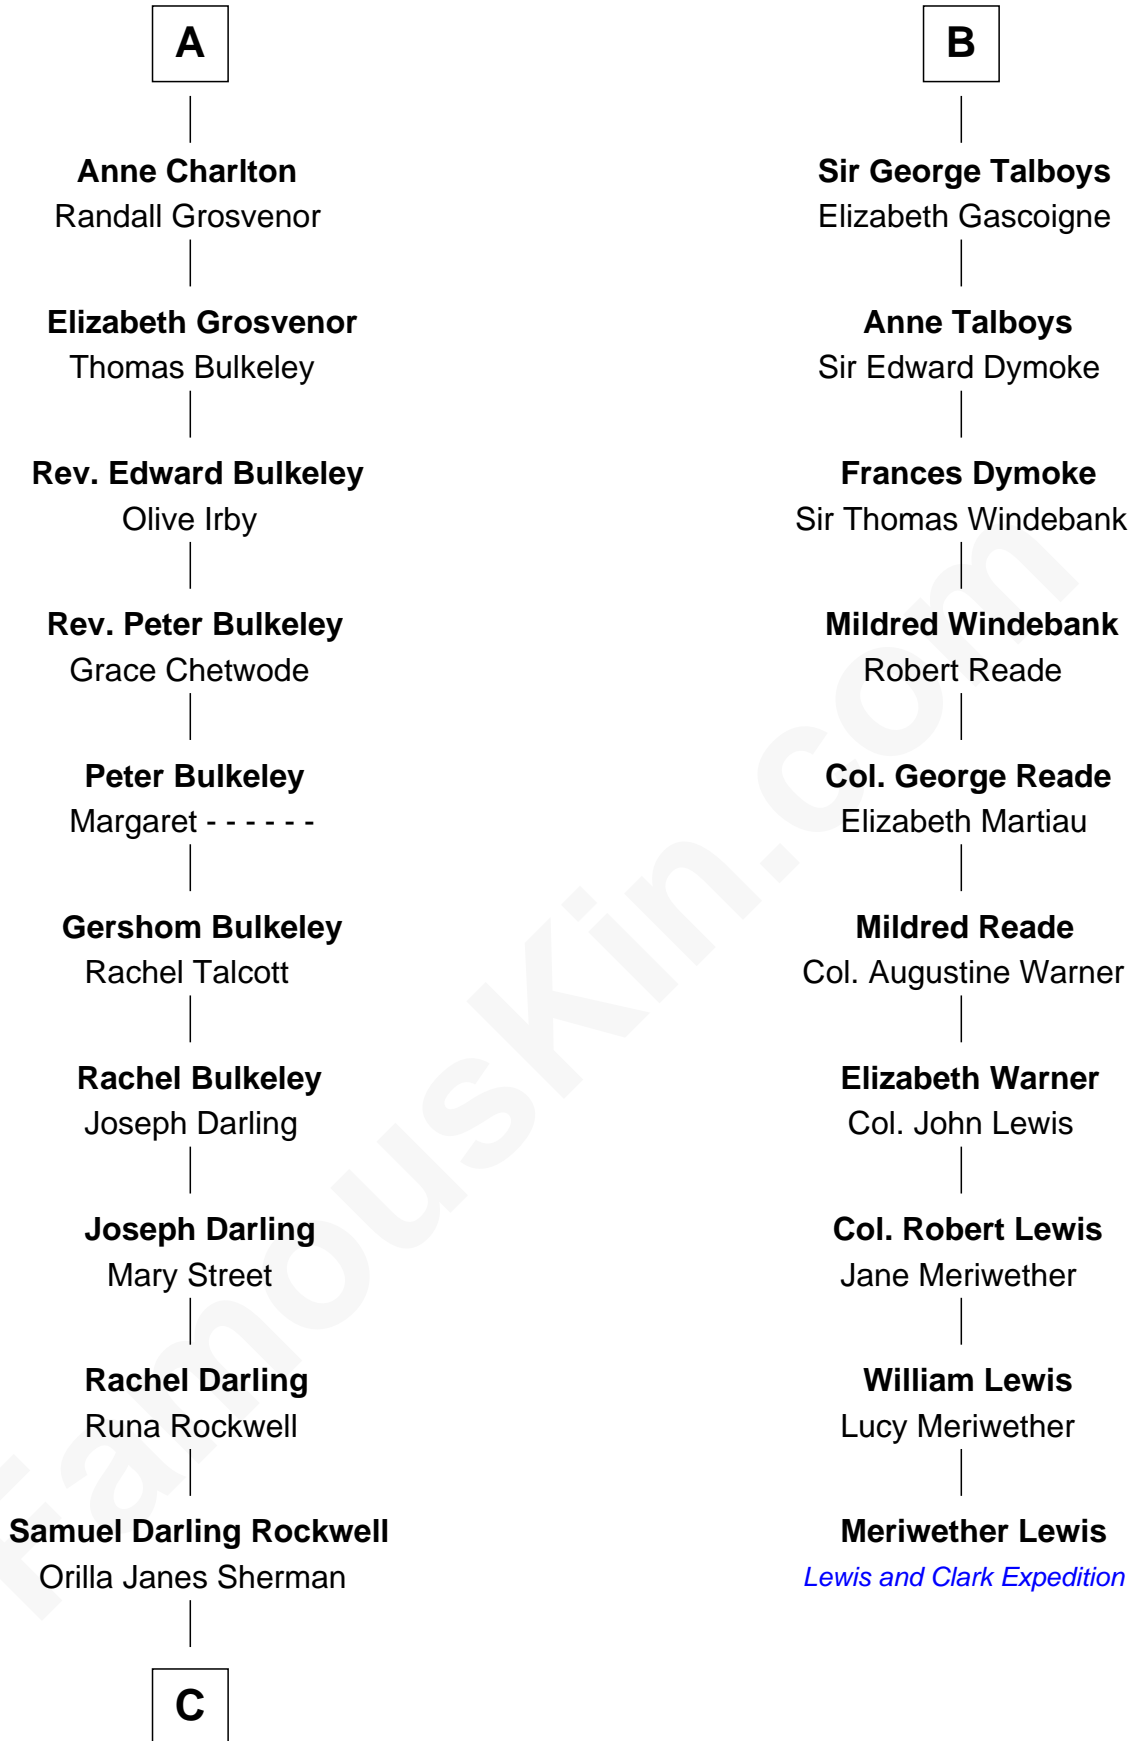 A
Anne Charlton
Randall Grosvenor
Elizabeth Grosvenor
Thomas Bulkeley
Rev. Edward Bulkeley
Olive Irby
Rev. Peter Bulkeley
Grace Chetwode
Peter Bulkeley
Margaret - - - - - -
Gershom Bulkeley
Rachel Talcott
Rachel Bulkeley
Joseph Darling
Joseph Darling
Mary Street
Rachel Darling
Runa Rockwell
Samuel Darling Rockwell
Orilla Janes Sherman
C
B
Sir George Talboys
Elizabeth Gascoigne
Anne Talboys
Sir Edward Dymoke
Frances Dymoke
Sir Thomas Windebank
Mildred Windebank
Robert Reade
Col. George Reade
Elizabeth Martiau
Mildred Reade
Col. Augustine Warner
Elizabeth Warner
Col. John Lewis
Col. Robert Lewis
Jane Meriwether
William Lewis
Lucy Meriwether
Meriwether Lewis
Lewis and Clark Expedition
FamousKin.com